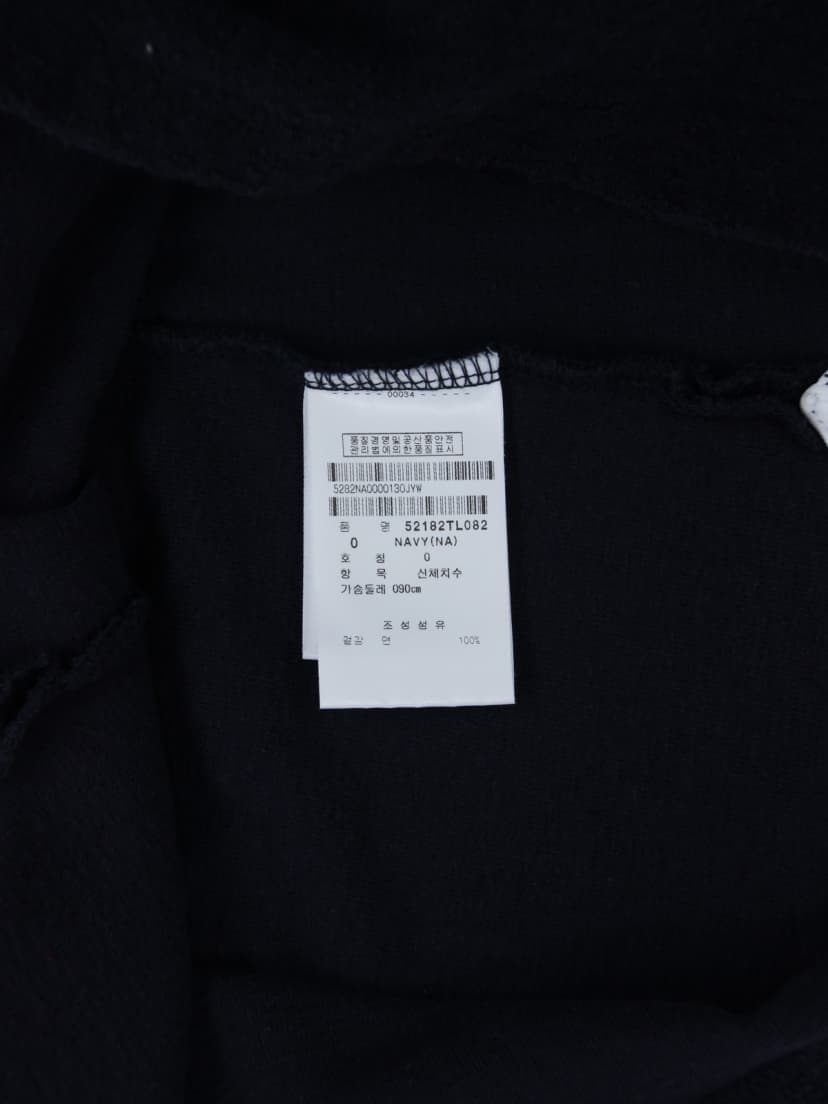 ----- 00034 -----
품질경영및공산품안전
관리법에의한품질표시
5282NA0000130JYW
품 명 52182TL082
0 NAVY(NA)
호 칭 0
항 목 신체치수
가슴둘레 090cm
조성섬유
겉감 면 100%